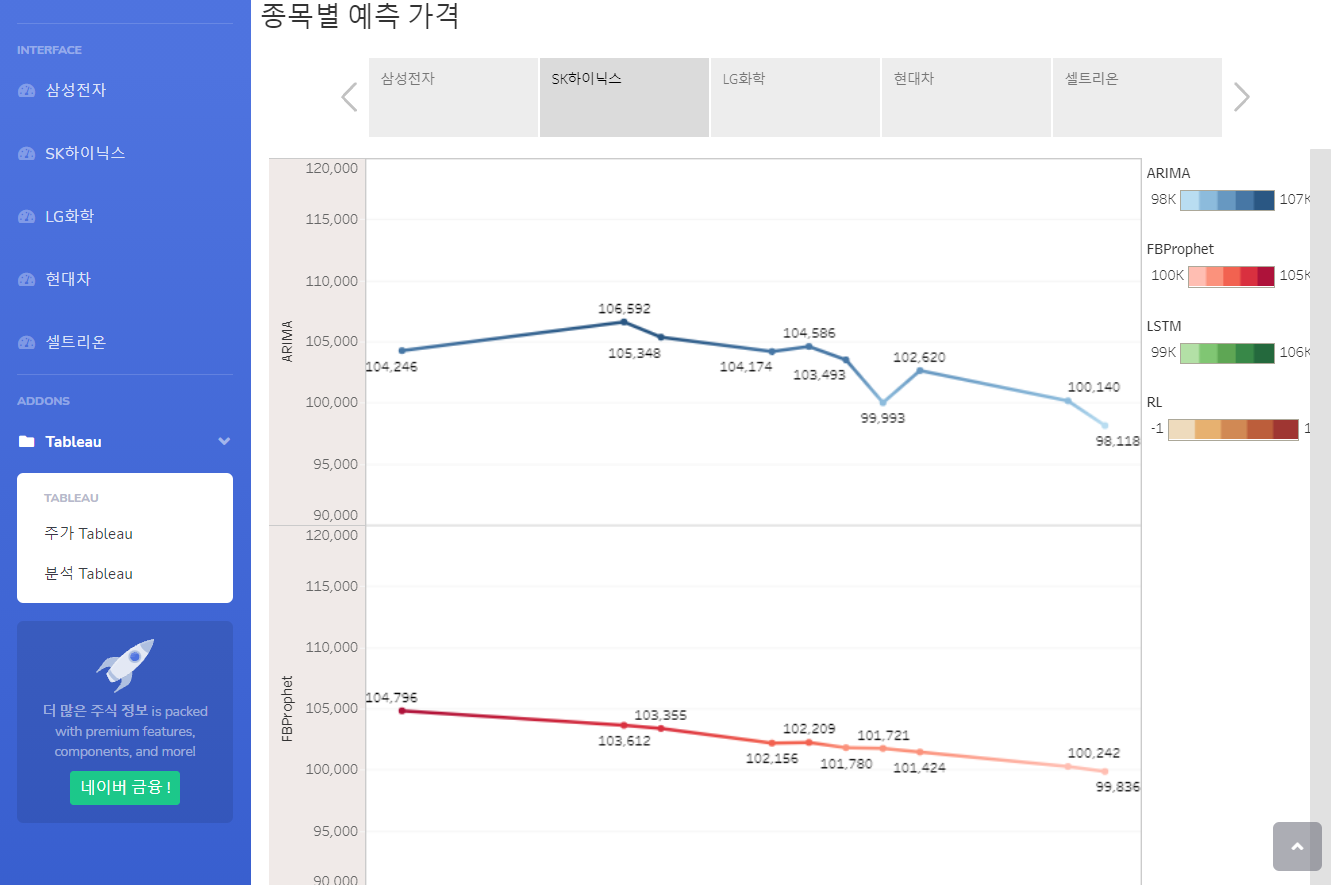 종목별 예측 가격
INTERFACE
삼성전자
SK하이닉스
LG화학
현대차
셀트리온
ADDONS
Tableau
TABLEAU
주가 Tableau
분석 Tableau
더 많은 주식 정보 is packed
with premium features,
components, and more!
네이버 금융 !
삼성전자
SK하이닉스
LG화학
현대차
셀트리온
ARIMA
120,000
115,000
110,000
105,000
100,000
95,000
90,000
104,246
106,592
105,348
104,174
104,586
103,493
99,993
102,620
100,140
98,118
FBProphet
120,000
115,000
110,000
105,000
100,000
95,000
90,000
104,796
103,612
103,355
102,156
102,209
101,780
101,721
101,424
100,242
99,836
ARIMA
98K 107K
FBProphet
100K 105K
LSTM
99K 106K
RL
-1 1